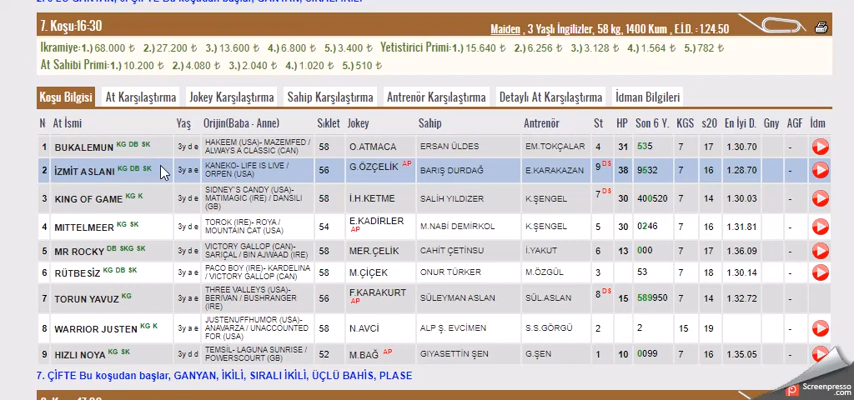 7. Koşu:16:30
Maiden , 3 Yaşlı İngilizler, 58 kg, 1400 Kum , E.İ.D. : 1.24.50
Ikramiye: 1.) 68.000 ₺ 2.) 27.200 ₺ 3.) 13.600 ₺ 4.) 6.800 ₺ 5.) 3.400 ₺ Yetistirici Primi: 1.) 15.640 ₺ 2.) 6.256 ₺ 3.) 3.128 ₺ 4.) 1.564 ₺ 5.) 782 ₺
At Sahibi Primi: 1.) 10.200 ₺ 2.) 4.080 ₺ 3.) 2.040 ₺ 4.) 1.020 ₺ 5.) 510 ₺
Koşu Bilgisi At Karşılaştırma Jokey Karşılaştırma Sahip Karşılaştırma Antrenör Karşılaştırma Detaylı At Karşılaştırma İdman Bilgileri
N At İsmi Yaş Orijin(Baba - Anne) Sıklet Jokey Sahip Antrenör St HP Son 6 Y. KGS s20 En İyi D. Gny AGF İdm
1 BUKALEMUN KG DB SK 3y d e HAKEEM (USA)- MAZEMFED / ALWAYS A CLASSIC (CAN) 58 O.ATMACA ERSAN ÜLDES EM.TOKÇALAR 4 31 535 7 17 1.30.70 -
2 İZMİT ASLANI KG DB SK 3y a e KANEKO- LIFE IS LIVE / ORPEN (USA) 56 G.ÖZÇELİK AP BARIŞ DURDAĞ E.KARAKAZAN 9 DS 38 9632 7 16 1.28.70 -
3 KING OF GAME KG K 3y a e SIDNEY'S CANDY (USA)- MATIMAGIC (IRE) / DANSILI (GB) 58 İ.H.KETME SALİH YILDIZER K.ŞENGEL 7 DS 30 400520 7 14 1.30.03 -
4 MITTELMEER KG SK 3y a e TOROK (IRE)- ROYA / MOUNTAIN CAT (USA) 54 E.KADİRLER AP M.NABİ DEMİRKOL K.ŞENGEL 5 30 0246 7 16 1.31.81 -
5 MR ROCKY DB SKG SK 3y d e VICTORY GALLOP (CAN)- SARIÇAL / BIN AJWAAD (IRE) 58 MER.ÇELİK CAHİT ÇETİNSU İ.YAKUT 6 13 000 7 17 1.36.09 -
6 RÜTBESİZ KG DB SK 3y d e PACO BOY (IRE)- KARDELINA / VICTORY GALLOP (CAN) 58 M.ÇİÇEK ONUR TÜRKER M.ÖZGÜL 3 53 7 18 1.30.14 -
7 TORUN YAVUZ KG 3y a e THREE VALLEYS (USA)- BERIVAN / BUSHRANGER (IRE) 56 F.KARAKURT AP SÜLEYMAN ASLAN SÜL.ASLAN 8 DS 15 589950 7 14 1.32.72 -
8 WARRIOR JUSTEN KG K 3y a e JUSTENUFFHUMOR (USA)- ANAVARZA / UNACCOUNTED FOR (USA) 58 N.AVCİ ALP Ş. EVCİMEN S.S.GÖRGÜ 2 2 15 19 -
9 HIZLI NOYA KG SK 3y d d TEMSİL- LAGUNA SUNRISE / POWERSCOURT (GB) 52 M.BAĞ AP GIYASETTİN ŞEN G.ŞEN 1 10 0099 7 16 1.35.05 -
7. ÇİFTE Bu koşudan başlar, GANYAN, İKİLİ, SIRALI İKİLİ, ÜÇLÜ BAHİS, PLASE
Screenpresso.com